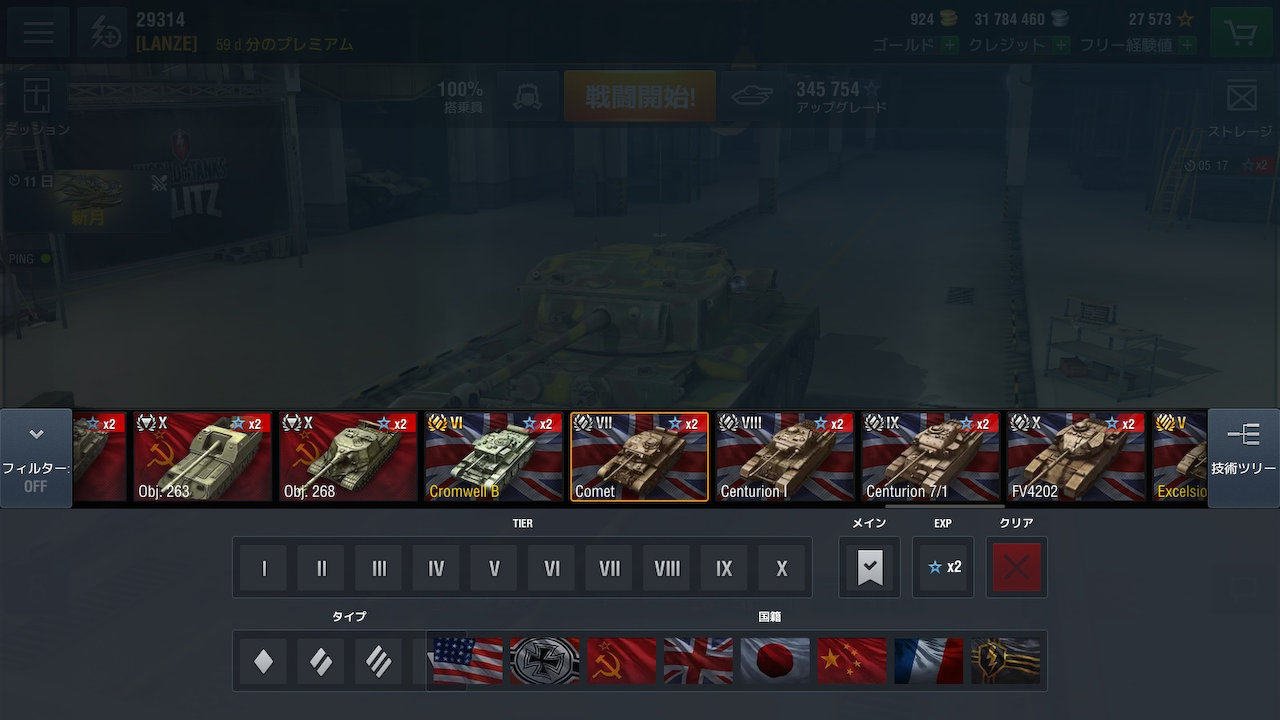 29314
[LANZE] 59 d 分のプレミアム
924 31 784 460 27 573
ゴールド + クレジット + フリー経験値 +
100%
搭乗員
戦闘開始!
345 754
アップグレード
ミッション
ストレージ
11 日
新月
05 17 x2
PING
フィルター:
OFF
x2
X x2
Obj. 263
X x2
Obj. 268
VI x2
Cromwell B
VII x2
Comet
VIII x2
Centurion I
IX x2
Centurion 7/1
X x2
FV4202
V
Excelsio
技術ツリー
TIER メイン EXP クリア
I II III IV V VI VII VIII IX X x2
タイプ 国籍